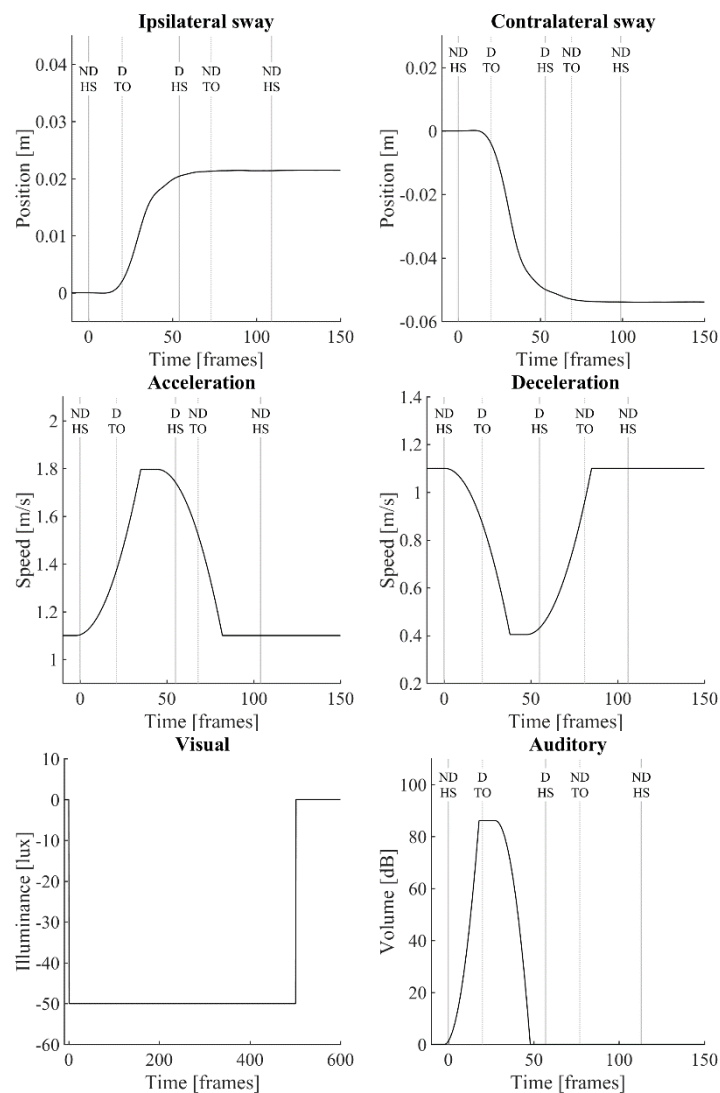 Ipsilateral sway
0.04
0.03
0.02
0.01
0
Position [m]
ND D D ND ND
HS TO HS TO HS
0 50 100 150
Time [frames]
Contralateral sway
0.02
0
-0.02
-0.04
-0.06
Position [m]
ND D D ND ND
HS TO HS TO HS
0 50 100 150
Time [frames]
Acceleration
2
1.8
1.6
1.4
1.2
1
Speed [m/s]
ND D D ND ND
HS TO HS TO HS
0 50 100 150
Time [frames]
Deceleration
1.4
1.2
1
0.8
0.6
0.4
0.2
Speed [m/s]
ND D D ND ND
HS TO HS TO HS
0 50 100 150
Time [frames]
Visual
10
0
-10
-20
-30
-40
-50
-60
Illuminance [lux]
0 200 400 600
Time [frames]
Auditory
100
80
60
40
20
0
Volume [dB]
ND D D ND ND
HS TO HS TO HS
0 50 100 150
Time [frames]